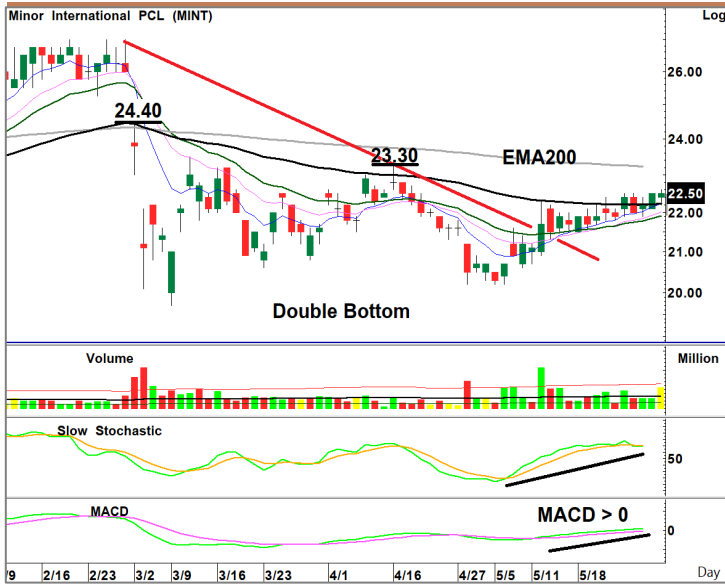 Minor International PCL (MINT)
Log
26.00
24.40
24.00
23.30
EMA200
22.50
22.00
21.00
20.00
Double Bottom
Volume
Million
Slow Stochastic
50
MACD
MACD > 0
0
/9 2/16 2/23 3/2 3/9 3/16 3/23 4/1 4/16 4/27 5/5 5/11 5/18 Day